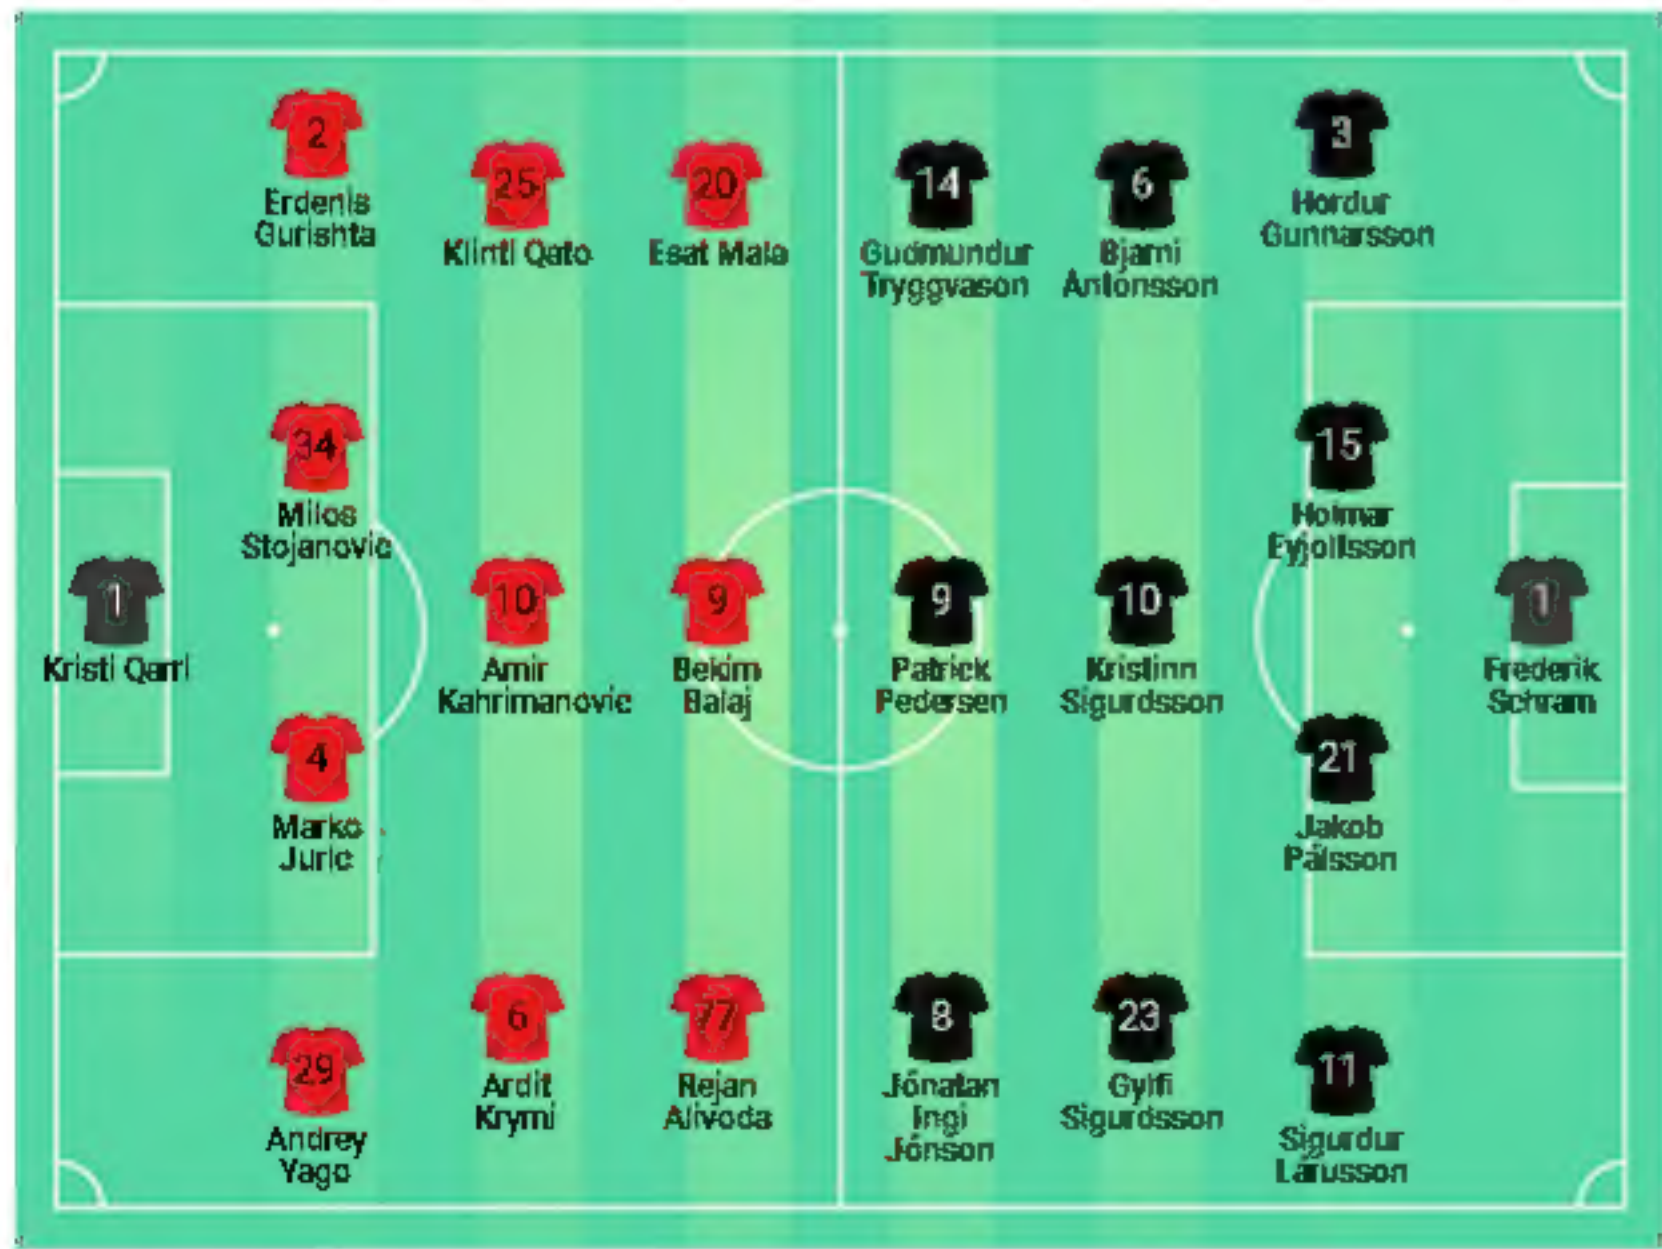 2
Erdenis
Gurishta
25
Klinti Qato
20
Esat Mala
14
Gudmundur
Tryggvason
6
Bjarni
Antonsson
3
Hordur
Gunnarsson
34
Milos
Stojanovic
15
Holmar
Eyjolfsson
1
Kristi Qarri
10
Amir
Kahrimanovic
9
Bekim
Balaj
9
Patrick
Pedersen
10
Kristinn
Sigurdsson
1
Frederik
Schram
4
Marko
Juric
21
Jakob
Pálsson
29
Andrey
Yago
6
Ardit
Krymi
77
Rejan
Alivoda
8
Jónatan
Ingi
Jónson
23
Gylfi
Sigurdsson
11
Sigurdur
Lárusson